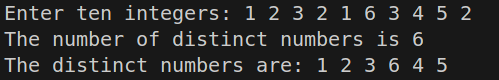 Enter ten integers: 1 2 3 2 1 6 3 4 5 2
The number of distinct numbers is 6
The distinct numbers are: 1 2 3 6 4 5